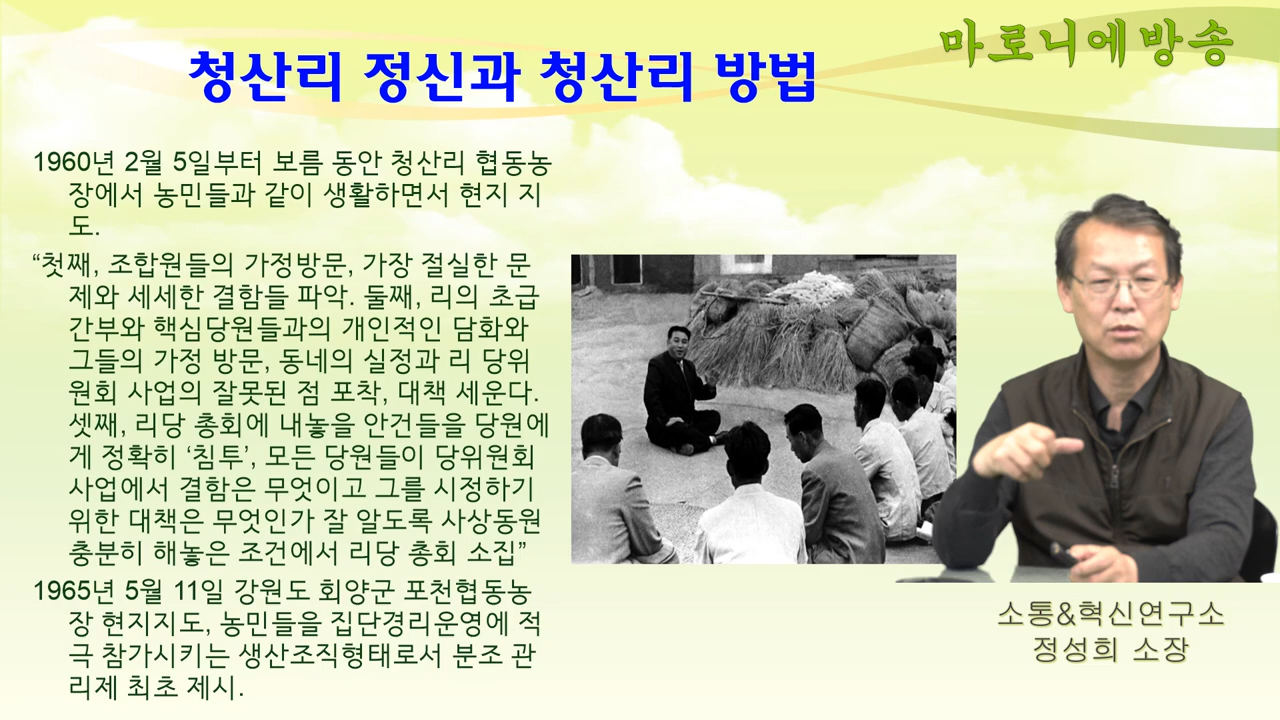 마로니에방송
청산리 정신과 청산리 방법
1960년 2월 5일부터 보름 동안 청산리 협동농
장에서 농민들과 같이 생활하면서 현지 지
도.
“첫째, 조합원들의 가정방문, 가장 절실한 문
제와 세세한 결함들 파악. 둘째, 리의 초급
간부와 핵심당원들과의 개인적인 담화와
그들의 가정 방문, 동네의 실정과 리 당위
원회 사업의 잘못된 점 포착, 대책 세운다.
셋째, 리당 총회에 내놓을 안건들을 당원에
게 정확히 ‘침투’, 모든 당원들이 당위원회
사업에서 결함은 무엇이고 그를 시정하기
위한 대책은 무엇인가 잘 알도록 사상동원
충분히 해놓은 조건에서 리당 총회 소집”
1965년 5월 11일 강원도 회양군 포천협동농
장 현지지도, 농민들을 집단경리운영에 적
극 참가시키는 생산조직형태로서 분조 관
리제 최초 제시.
소통&혁신연구소
정성희 소장